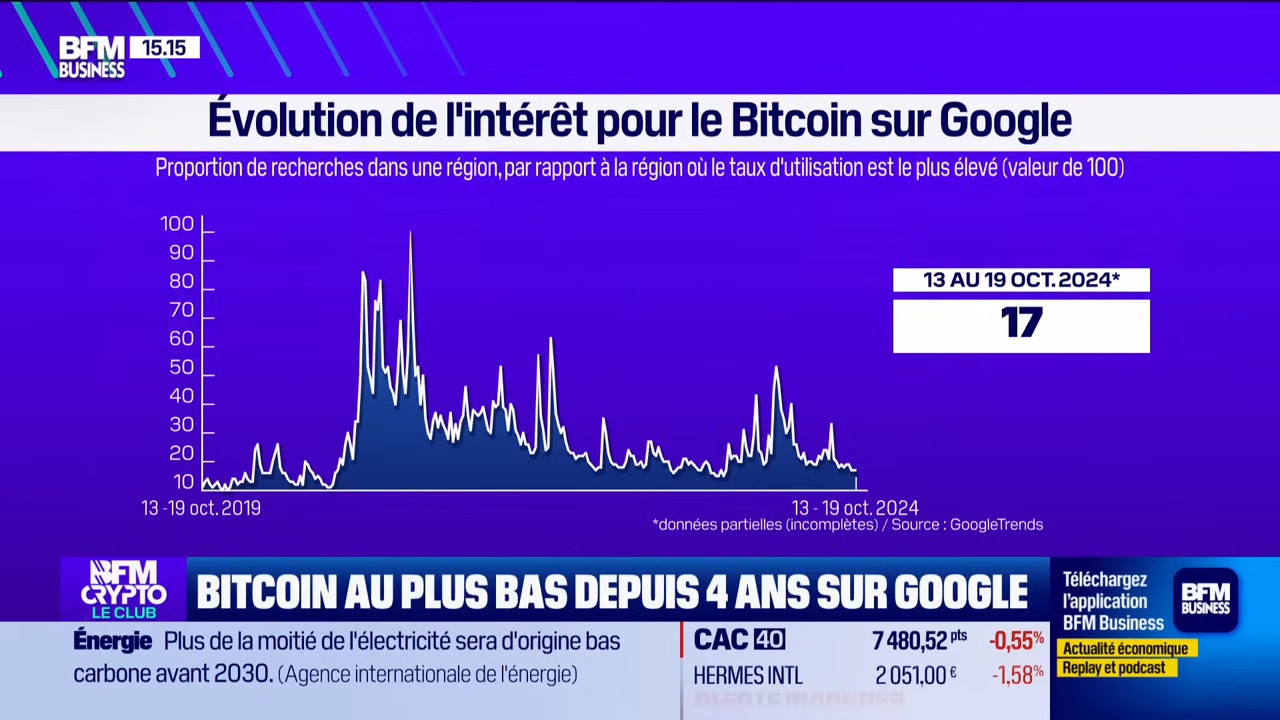 BFM
BUSINESS
15.15
Évolution de l'intérêt pour le Bitcoin sur Google
Proportion de recherches dans une région, par rapport à la région où le taux d'utilisation est le plus élevé (valeur de 100)
100
90
80
70
60
50
40
30
20
10
13 -19 oct. 2019
13 - 19 oct. 2024
13 AU 19 OCT. 2024*
17
*données partielles (incomplètes) / Source : GoogleTrends
BFM
CRYPTO
LE CLUB
BITCOIN AU PLUS BAS DEPUIS 4 ANS SUR GOOGLE
Énergie Plus de la moitié de l'électricité sera d'origine bas
carbone avant 2030. (Agence internationale de l'énergie)
CAC 40 7 480,52 pts -0,55%
HERMES INTL 2 051,00 € -1,58%
Téléchargez
l'application
BFM Business
BFM
BUSINESS
Actualité économique
Replay et podcast